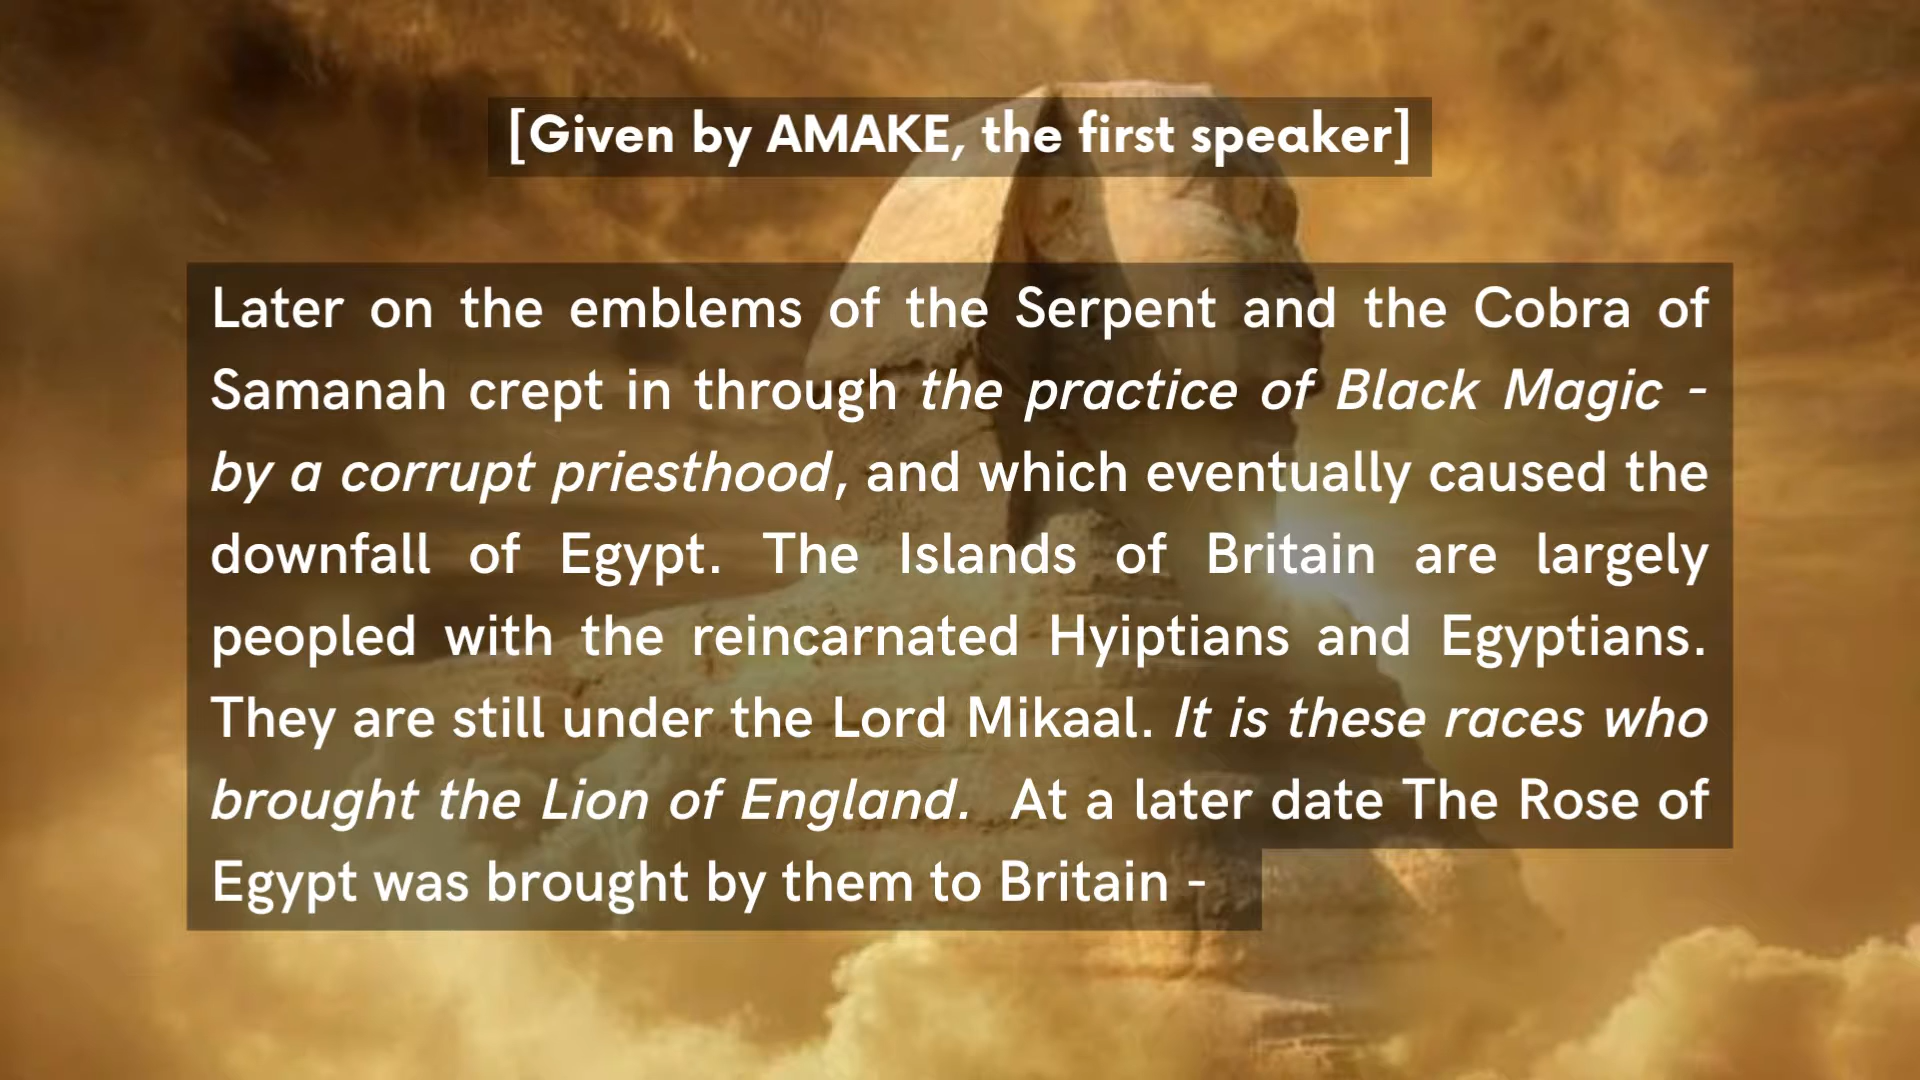 [Given by AMAKE, the first speaker]
Later on the emblems of the Serpent and the Cobra of
Samanah crept in through the practice of Black Magic -
by a corrupt priesthood, and which eventually caused the
downfall of Egypt. The Islands of Britain are largely
peopled with the reincarnated Hyiptians and Egyptians.
They are still under the Lord Mikaal. It is these races who
brought the Lion of England. At a later date The Rose of
Egypt was brought by them to Britain -